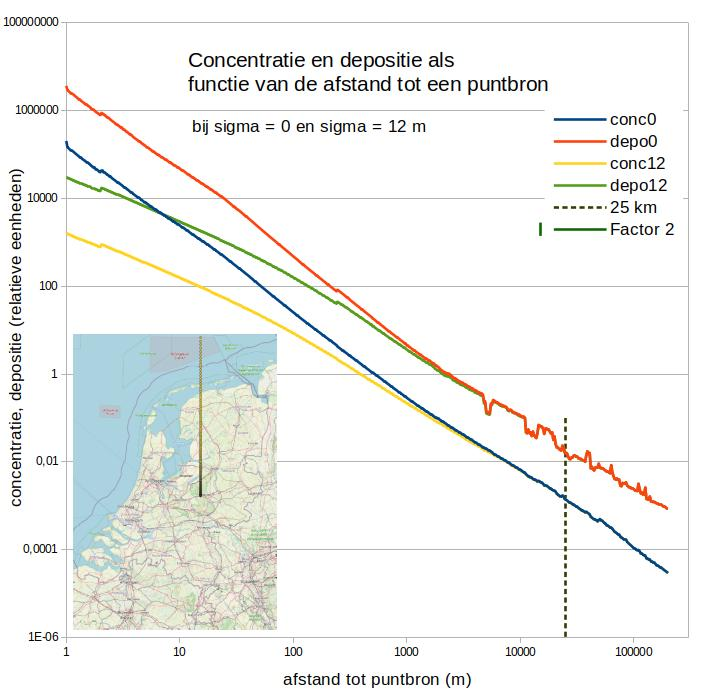 100000000
1000000
10000
100
1
0,01
0,0001
1E-06
concentratie, depositie (relatieve eenheden)
Concentratie en depositie als
functie van de afstand tot een puntbron
bij sigma = 0 en sigma = 12 m
conc0
depo0
conc12
depo12
25 km
Factor 2
1
10
100
1000
10000
100000
afstand tot puntbron (m)